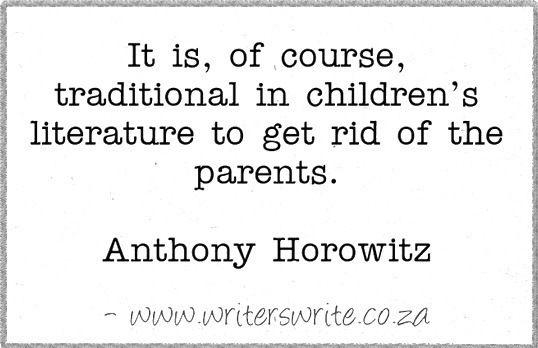 It is, of course,
traditional in children's
literature to get rid of the
parents.
Anthony Horowitz
- www.writerswrite.co.za